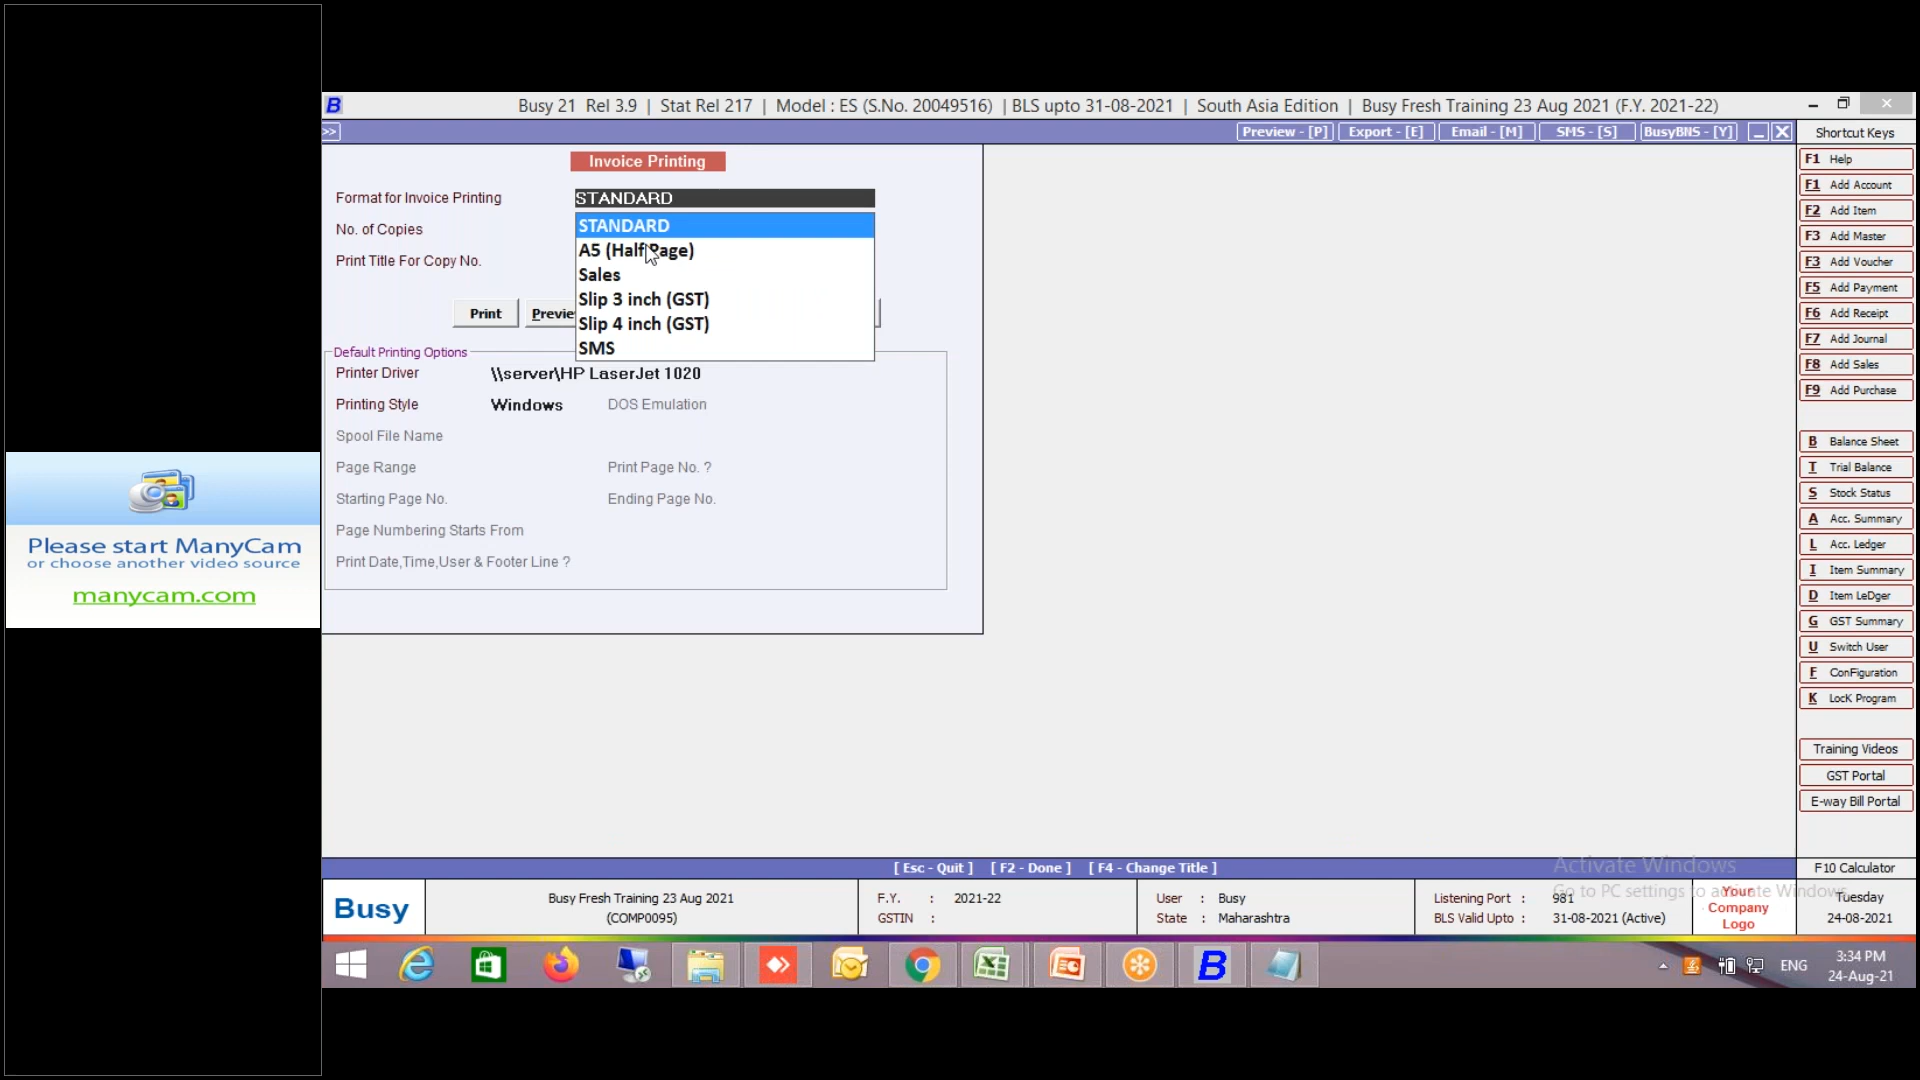 Please start ManyCam
or choose another video source
manycam.com
B
Busy 21 Rel 3.9 | Stat Rel 217 | Model : ES (S.No. 20049516) | BLS upto 31-08-2021 | South Asia Edition | Busy Fresh Training 23 Aug 2021 (F.Y. 2021-22)
>> Preview - [P] Export - [E] Email - [M] SMS - [S] BusyBNS - [Y]
Invoice Printing
Format for Invoice Printing STANDARD
No. of Copies
Print Title For Copy No.
STANDARD
A5 (Half Page)
Sales
Slip 3 inch (GST)
Slip 4 inch (GST)
SMS
Print Previe
Default Printing Options
Printer Driver \\server\HP LaserJet 1020
Printing Style Windows DOS Emulation
Spool File Name
Page Range Print Page No. ?
Starting Page No. Ending Page No.
Page Numbering Starts From
Print Date,Time,User & Footer Line ?
Shortcut Keys
F1 Help
F1 Add Account
F2 Add Item
F3 Add Master
F3 Add Voucher
F5 Add Payment
F6 Add Receipt
F7 Add Journal
F8 Add Sales
F9 Add Purchase
B Balance Sheet
T Trial Balance
S Stock Status
A Acc. Summary
L Acc. Ledger
I Item Summary
D Item LeDger
G GST Summary
U Switch User
F ConFiguration
K LocK Program
Training Videos
GST Portal
E-way Bill Portal
F10 Calculator
[ Esc - Quit ] [ F2 - Done ] [ F4 - Change Title ]
Activate Windows
Go to PC settings to activate Windows.
Busy
Busy Fresh Training 23 Aug 2021
(COMP0095)
F.Y. : 2021-22
GSTIN :
User : Busy
State : Maharashtra
Listening Port : 981
BLS Valid Upto : 31-08-2021 (Active)
Your
Company
Logo
Tuesday
24-08-2021
B
ENG
3:34 PM
24-Aug-21